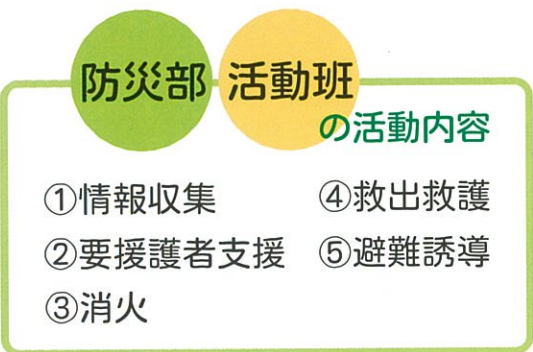 防災部 活動班
の活動内容
①情報収集
②要援護者支援
③消火
④救出救護
⑤避難誘導